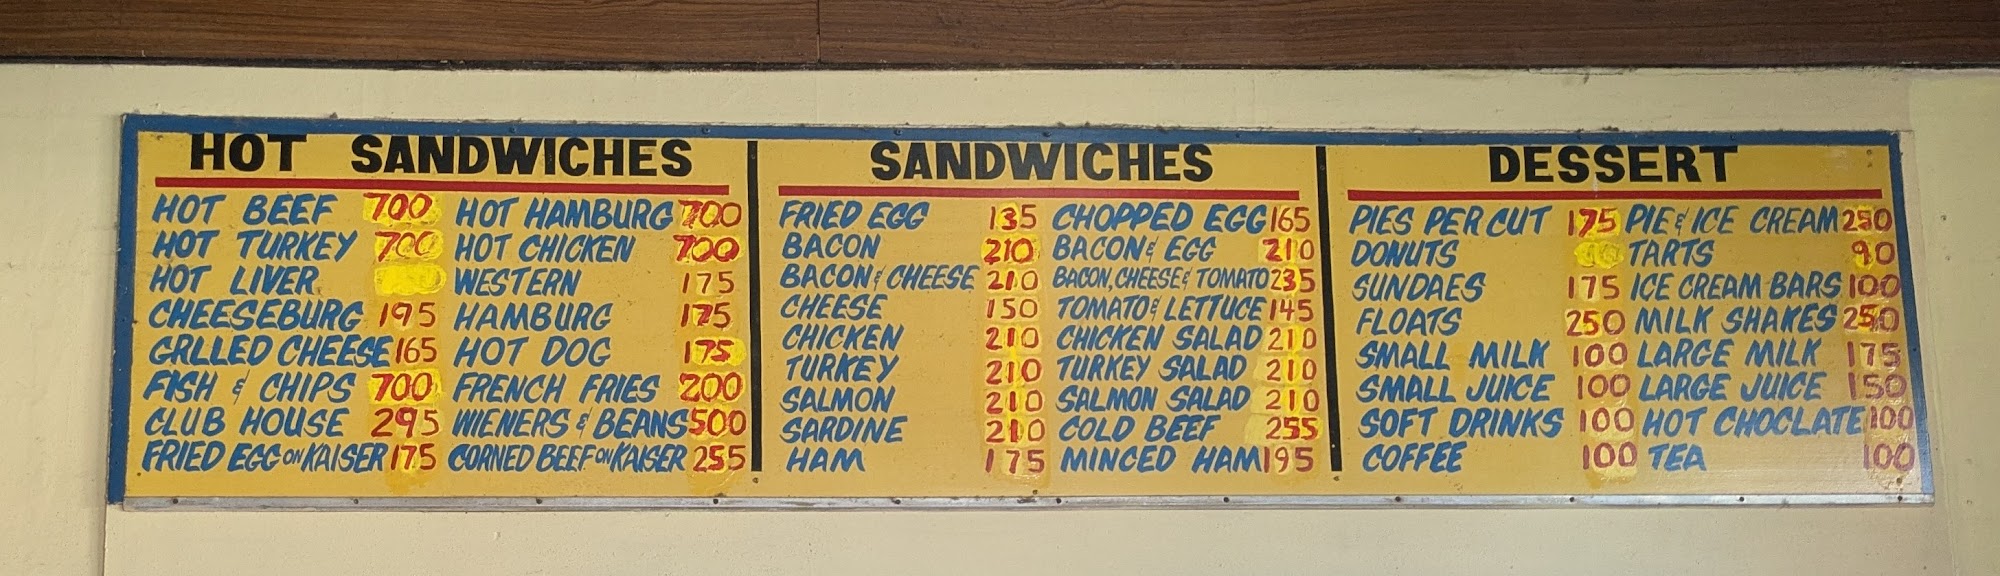 HOT SANDWICHES
HOT BEEF 700 HOT HAMBURG 700
HOT TURKEY 700 HOT CHICKEN 700
HOT LIVER WESTERN 175
CHEESEBURG 195 HAMBURG 175
GRLLED CHEESE 165 HOT DOG 175
FISH & CHIPS 700 FRENCH FRIES 200
CLUB HOUSE 295 WIENERS & BEANS 500
FRIED EGG ON KAISER 175 CORNED BEEF ON KAISER 255
SANDWICHES
FRIED EGG 135 CHOPPED EGG 165
BACON 210 BACON & EGG 210
BACON & CHEESE 210 BACON, CHEESE & TOMATO 235
CHEESE 150 TOMATO & LETTUCE 145
CHICKEN 210 CHICKEN SALAD 210
TURKEY 210 TURKEY SALAD 210
SALMON 210 SALMON SALAD 210
SARDINE 210 COLD BEEF 255
HAM 175 MINCED HAM 195
DESSERT
PIES PER CUT 175 PIE & ICE CREAM 250
DONUTS TARTS 90
SUNDAES 175 ICE CREAM BARS 100
FLOATS 250 MILK SHAKES 250
SMALL MILK 100 LARGE MILK 175
SMALL JUICE 100 LARGE JUICE 150
SOFT DRINKS 100 HOT CHOCLATE 100
COFFEE 100 TEA 100